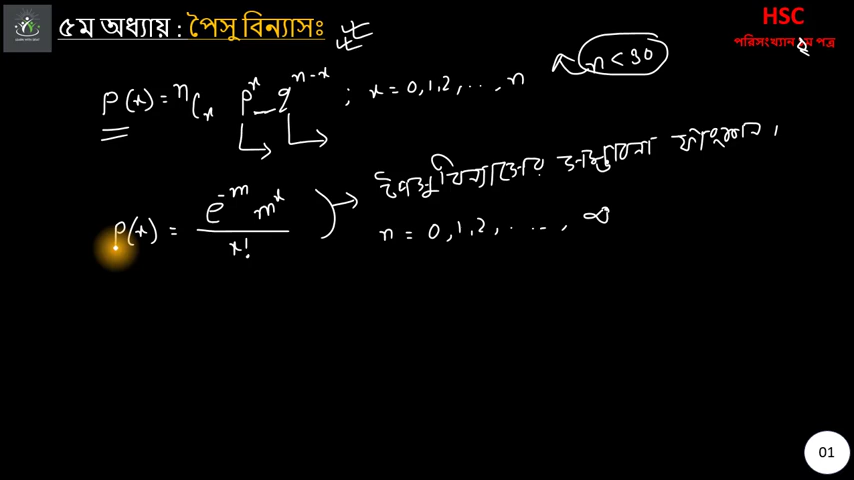 ৫ম অধ্যায় : পৈসু বিন্যাসঃ
HSC
পরিসংখ্যান ২য় পত্র
P(x) = ⁿCₓ pˣ qⁿ⁻ˣ ; x = 0,1,2, ..., n
n < 30
পৈসু বিন্যাসের সম্ভাবনা ফাংশন।
P(x) = e⁻ᵐ mˣ / x!
n = 0,1,2, ....., ∞
01